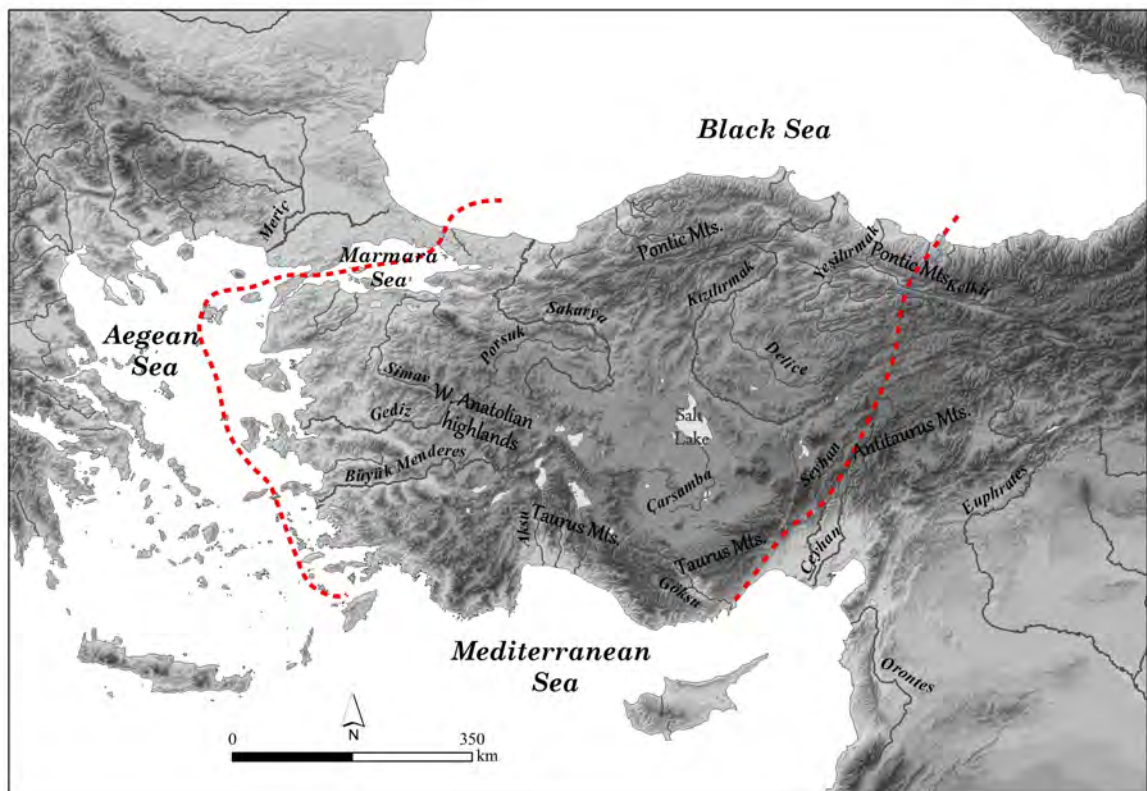 Black Sea
Meriç
Marmara
Sea
Pontic Mts.
Yeşilırmak
Pontic Mts.
Kelkit
Kızılırmak
Sakarya
Porsuk
Delice
Aegean
Sea
Simav
W. Anatolian
highlands
Gediz
Salt
Lake
Büyük Menderes
Seyhan
Antitaurus Mts.
Çarşamba
Euphrates
Aksu
Taurus Mts.
Taurus Mts.
Ceyhan
Göksu
Mediterranean
Sea
Orontes
N
0
350
km